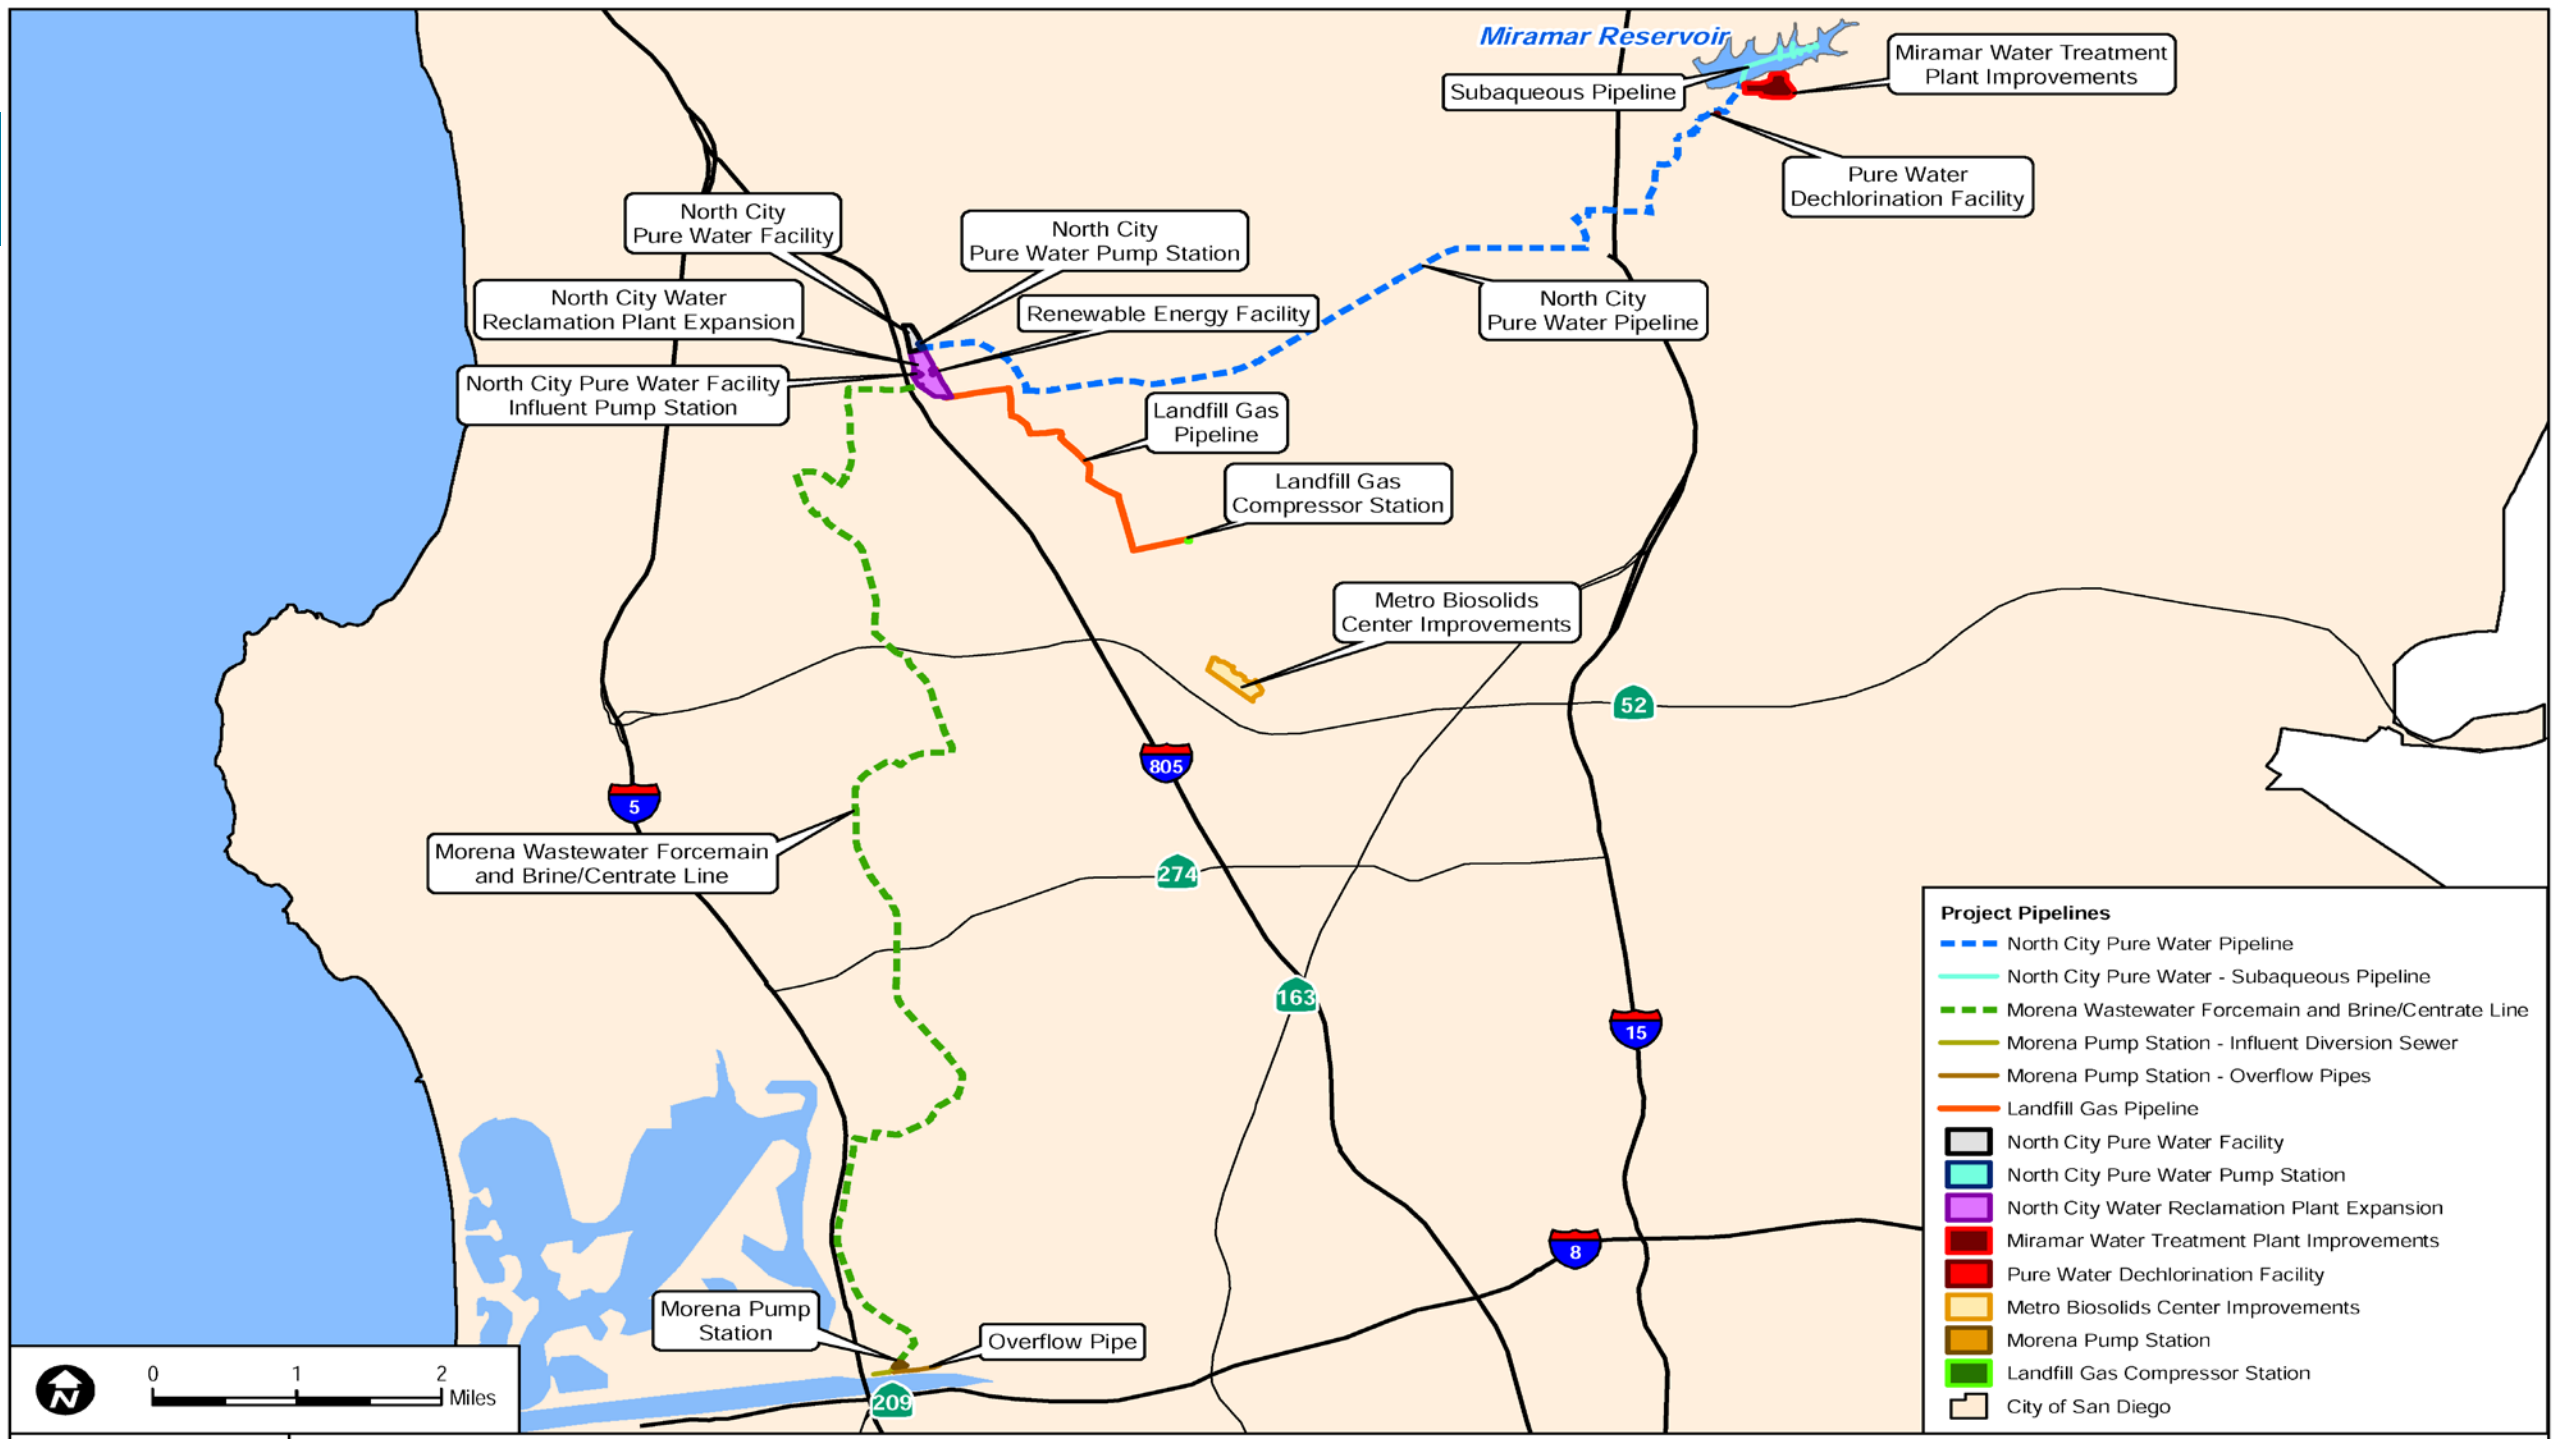 Miramar Reservoir
Miramar Water Treatment
Plant Improvements
Subaqueous Pipeline
Pure Water
Dechlorination Facility
North City
Pure Water Facility
North City
Pure Water Pump Station
North City Water
Reclamation Plant Expansion
Renewable Energy Facility
North City
Pure Water Pipeline
North City Pure Water Facility
Influent Pump Station
Landfill Gas
Pipeline
Landfill Gas
Compressor Station
Metro Biosolids
Center Improvements
52
805
5
Morena Wastewater Forcemain
and Brine/Centrate Line
274
163
15
8
Morena Pump
Station
Overflow Pipe
209
N
0 1 2
Miles
Project Pipelines
North City Pure Water Pipeline
North City Pure Water - Subaqueous Pipeline
Morena Wastewater Forcemain and Brine/Centrate Line
Morena Pump Station - Influent Diversion Sewer
Morena Pump Station - Overflow Pipes
Landfill Gas Pipeline
North City Pure Water Facility
North City Pure Water Pump Station
North City Water Reclamation Plant Expansion
Miramar Water Treatment Plant Improvements
Pure Water Dechlorination Facility
Metro Biosolids Center Improvements
Morena Pump Station
Landfill Gas Compressor Station
City of San Diego